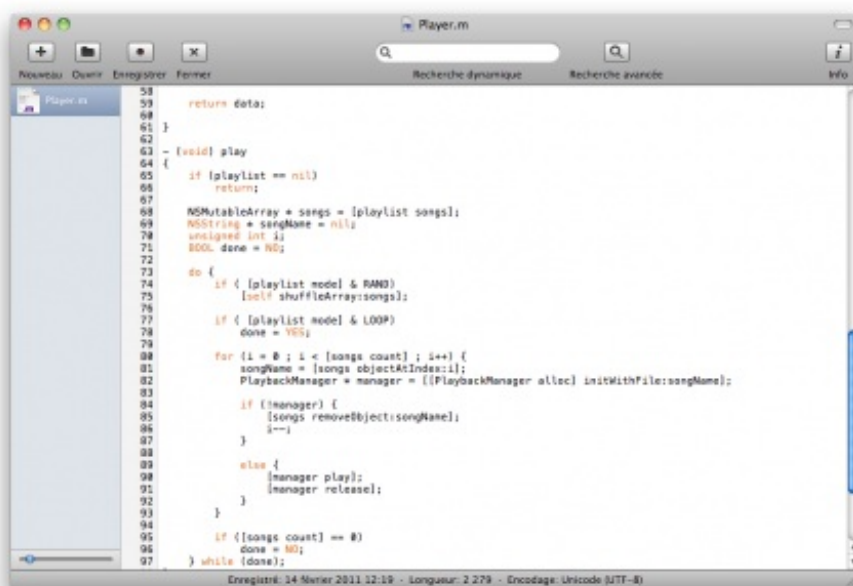 Player.m
Nouveau Ouvrir Enregistrer Fermer Recherche dynamique Recherche avancée Info
Player.m
58
59 return data;
60
61 }
62
63 - (void) play
64 {
65 if (playlist == nil)
66 return;
67
68 NSMutableArray * songs = [playlist songs];
69 NSString * songName = nil;
70 unsigned int i;
71 BOOL done = NO;
72
73 do {
74 if ( [playlist mode] & RAND)
75 [self shuffleArray:songs];
76
77 if ( [playlist mode] & LOOP)
78 done = YES;
79
80 for (i = 0 ; i < [songs count] ; i++) {
81 songName = [songs objectAtIndex:i];
82 PlaybackManager * manager = [[PlaybackManager alloc] initWithFile:songName];
83
84 if (!manager) {
85 [songs removeObject:songName];
86 i--;
87 }
88
89 else {
90 [manager play];
91 [manager release];
92 }
93 }
94
95 if ([songs count] == 0)
96 done = NO;
97 } while (done);
Enregistré: 14 février 2011 12:19 - Longueur: 2 279 - Encodage: Unicode (UTF-8)